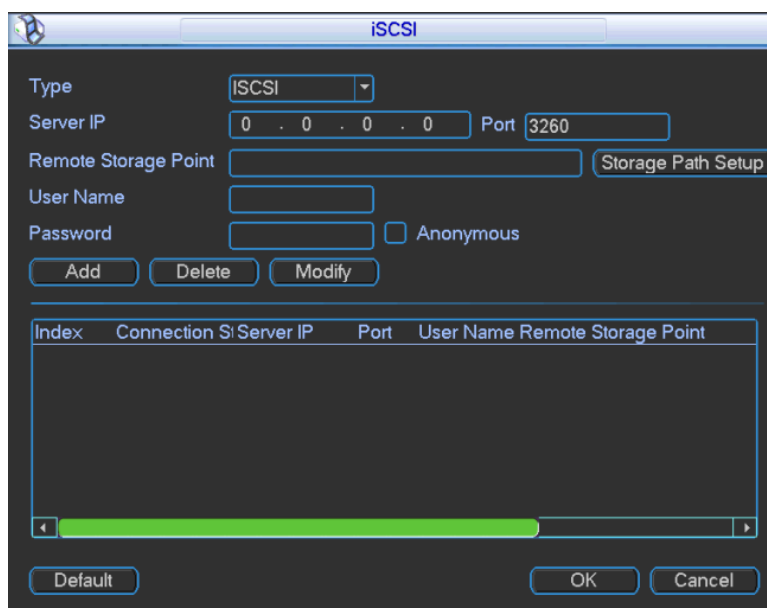 iSCSI
Type ISCSI
Server IP 0 . 0 . 0 . 0 Port 3260
Remote Storage Point Storage Path Setup
User Name
Password Anonymous
Add Delete Modify
Index Connection St Server IP Port User Name Remote Storage Point
Default OK Cancel